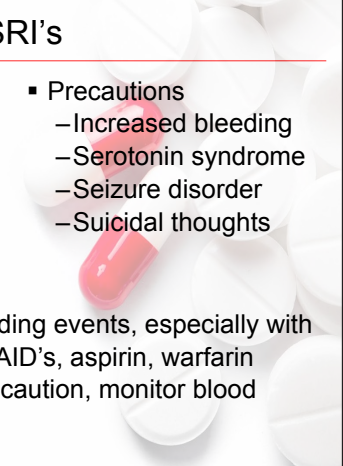 SRI's
▪ Precautions
–Increased bleeding
–Serotonin syndrome
–Seizure disorder
–Suicidal thoughts
ding events, especially with
AID's, aspirin, warfarin
caution, monitor blood